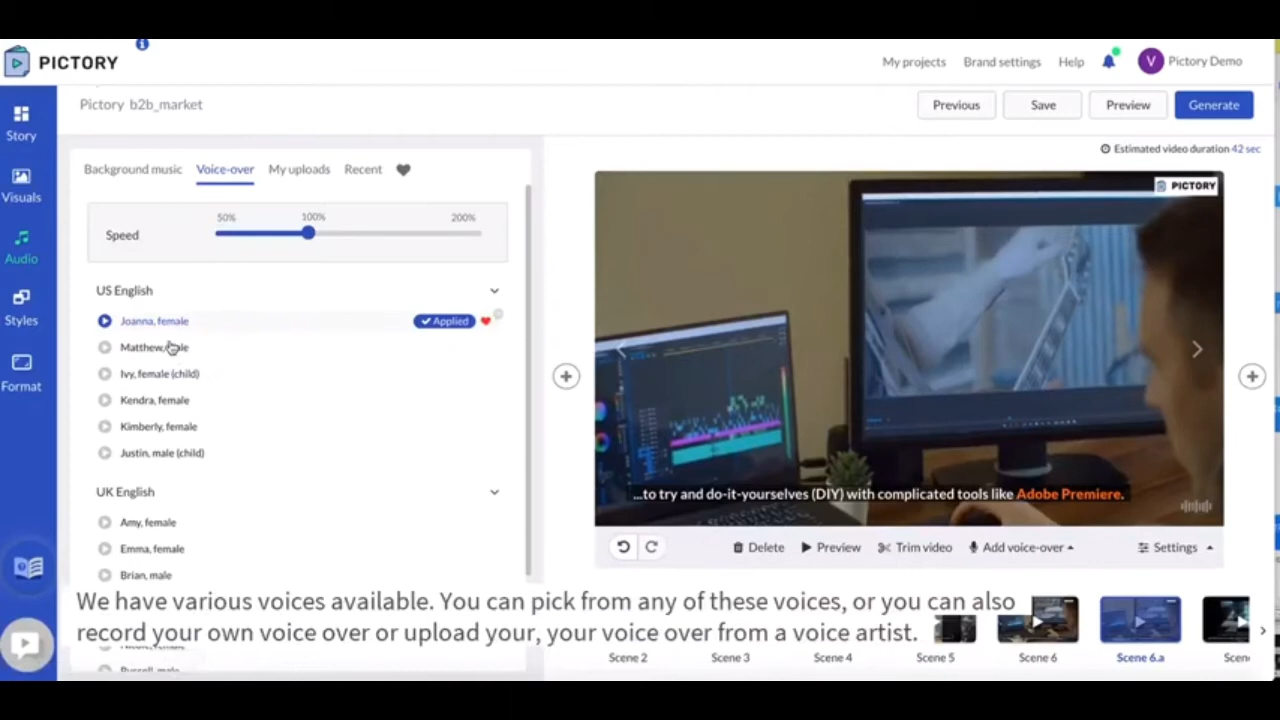 PICTORY
My projects
Brand settings
Help
V
Pictory Demo
Pictory b2b_market
Previous
Save
Preview
Generate
Story
Visuals
Audio
Styles
Format
Background music
Voice-over
My uploads
Recent
Estimated video duration 42 sec
Speed
50%
100%
200%
US English
Joanna, female
Applied
Matthew,
Ivy, female (child)
Kendra, female
Kimberly, female
Justin, male (child)
UK English
Amy, female
Emma, female
Brian, male
PICTORY
...to try and do-it-yourselves (DIY) with complicated tools like Adobe Premiere.
Delete
Preview
Trim video
Add voice-over
Settings
We have various voices available. You can pick from any of these voices, or you can also
record your own voice over or upload your, your voice over from a voice artist.
Scene 2
Scene 3
Scene 4
Scene 5
Scene 6
Scene 6.a